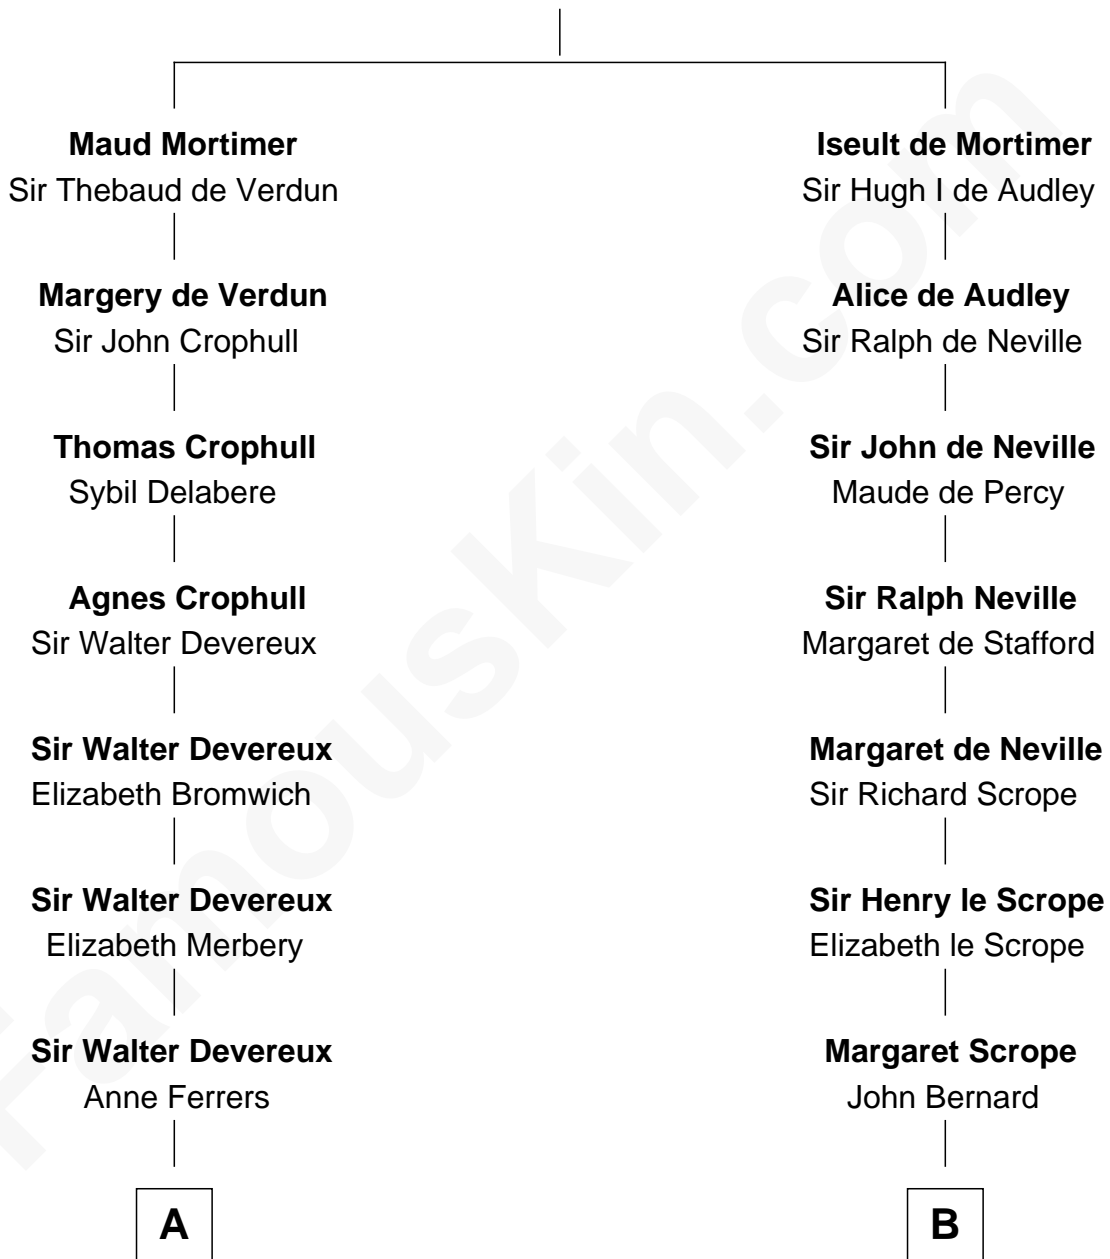 Maud Mortimer
Sir Thebaud de Verdun
Margery de Verdun
Sir John Crophull
Thomas Crophull
Sybil Delabere
Agnes Crophull
Sir Walter Devereux
Sir Walter Devereux
Elizabeth Bromwich
Sir Walter Devereux
Elizabeth Merbery
Sir Walter Devereux
Anne Ferrers
A
Iseult de Mortimer
Sir Hugh I de Audley
Alice de Audley
Sir Ralph de Neville
Sir John de Neville
Maude de Percy
Sir Ralph Neville
Margaret de Stafford
Margaret de Neville
Sir Richard Scrope
Sir Henry le Scrope
Elizabeth le Scrope
Margaret Scrope
John Bernard
B
FamousKin.com